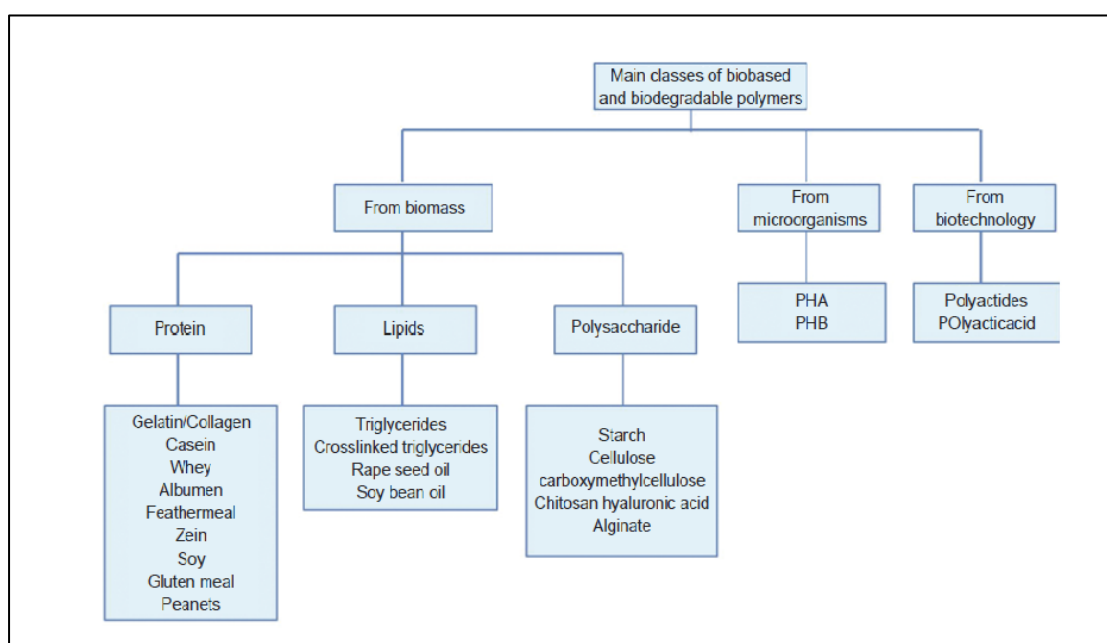 Main classes of biobased
and biodegradable polymers
From biomass
From
microorganisms
From
biotechnology
Protein
Lipids
Polysaccharide
PHA
PHB
Polyactides
POlyacticacid
Gelatin/Collagen
Casein
Whey
Albumen
Feathermeal
Zein
Soy
Gluten meal
Peanets
Triglycerides
Crosslinked triglycerides
Rape seed oil
Soy bean oil
Starch
Cellulose
carboxymethylcellulose
Chitosan hyaluronic acid
Alginate